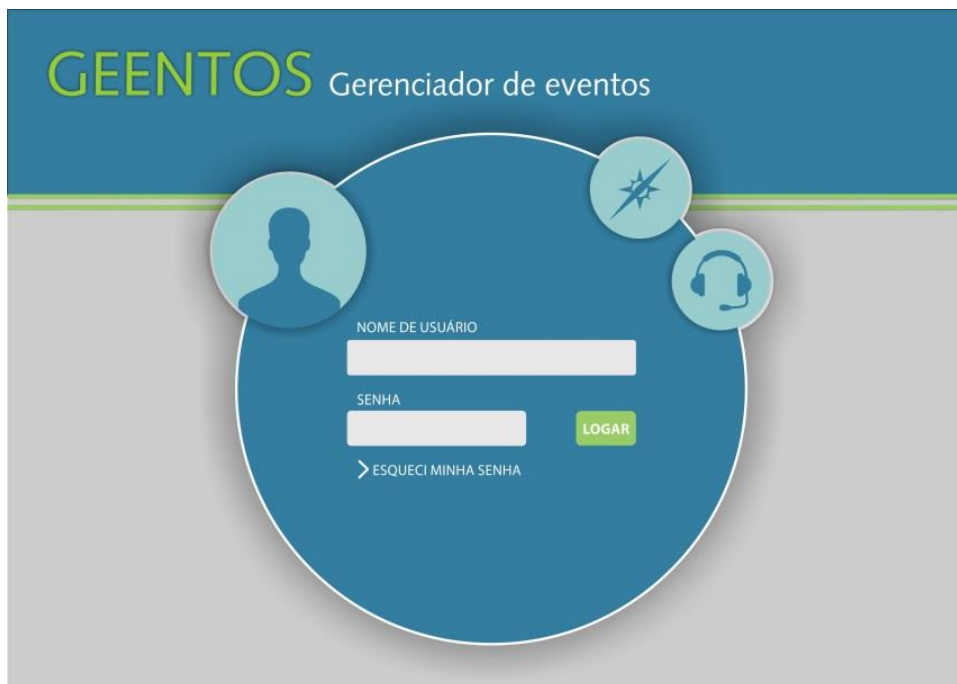 GEENTOS Gerenciador de eventos
NOME DE USUÁRIO
SENHA
LOGAR
ESQUECI MINHA SENHA